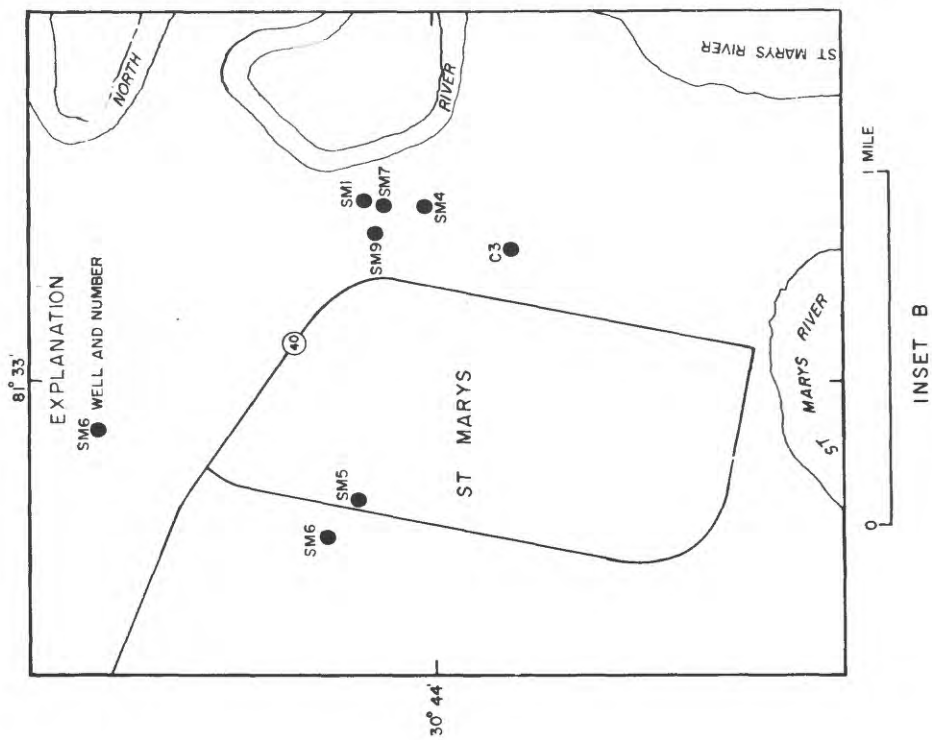 81° 33'
EXPLANATION
SM6 WELL AND NUMBER
NORTH
RIVER
40
SM1
SM7
SM9
SM4
C3
SM5
SM6
ST MARYS
30° 44'
ST MARYS RIVER
ST MARYS RIVER
0 1 MILE
INSET B